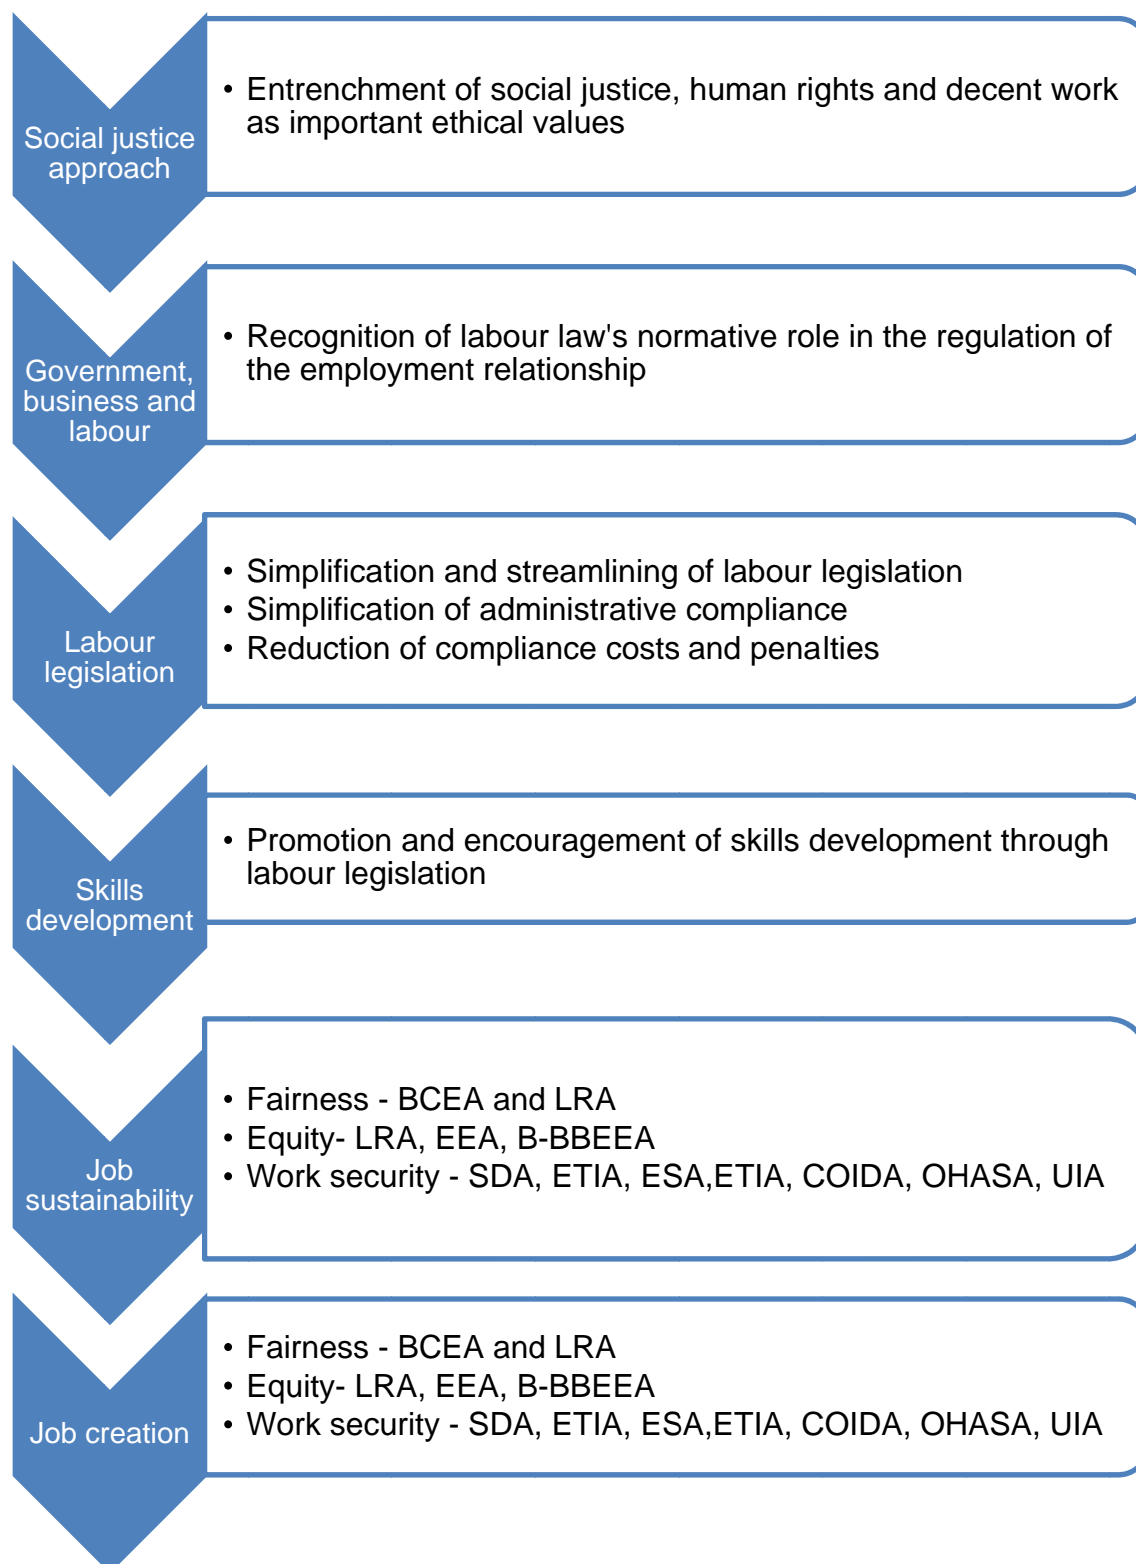 Social justice
approach
• Entrenchment of social justice, human rights and decent work
as important ethical values
Government,
business and
labour
• Recognition of labour law's normative role in the regulation of
the employment relationship
Labour
legislation
• Simplification and streamlining of labour legislation
• Simplification of administrative compliance
• Reduction of compliance costs and penalties
Skills
development
• Promotion and encouragement of skills development through
labour legislation
Job
sustainability
• Fairness - BCEA and LRA
• Equity- LRA, EEA, B-BBEEA
• Work security - SDA, ETIA, ESA,ETIA, COIDA, OHASA, UIA
Job creation
• Fairness - BCEA and LRA
• Equity- LRA, EEA, B-BBEEA
• Work security - SDA, ETIA, ESA,ETIA, COIDA, OHASA, UIA